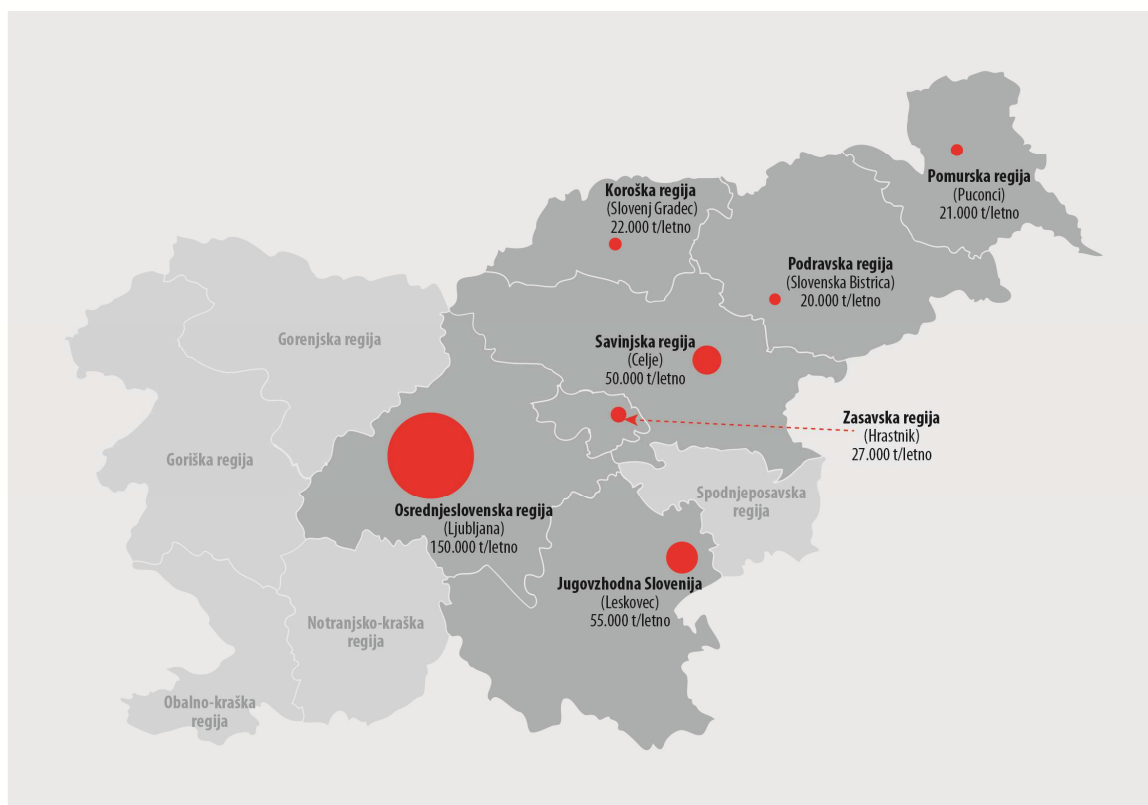 Pomurska regija
(Puconci)
21.000 t/letno
Koroška regija
(Slovenj Gradec)
22.000 t/letno
Podravska regija
(Slovenska Bistrica)
20.000 t/letno
Gorenjska regija
Savinjska regija
(Celje)
50.000 t/letno
Zasavska regija
(Hrastnik)
27.000 t/letno
Goriška regija
Spodnjeposavska
regija
Osrednjeslovenska regija
(Ljubljana)
150.000 t/letno
Jugovzhodna Slovenija
(Leskovec)
55.000 t/letno
Notranjsko-kraška
regija
Obalno-kraška
regija